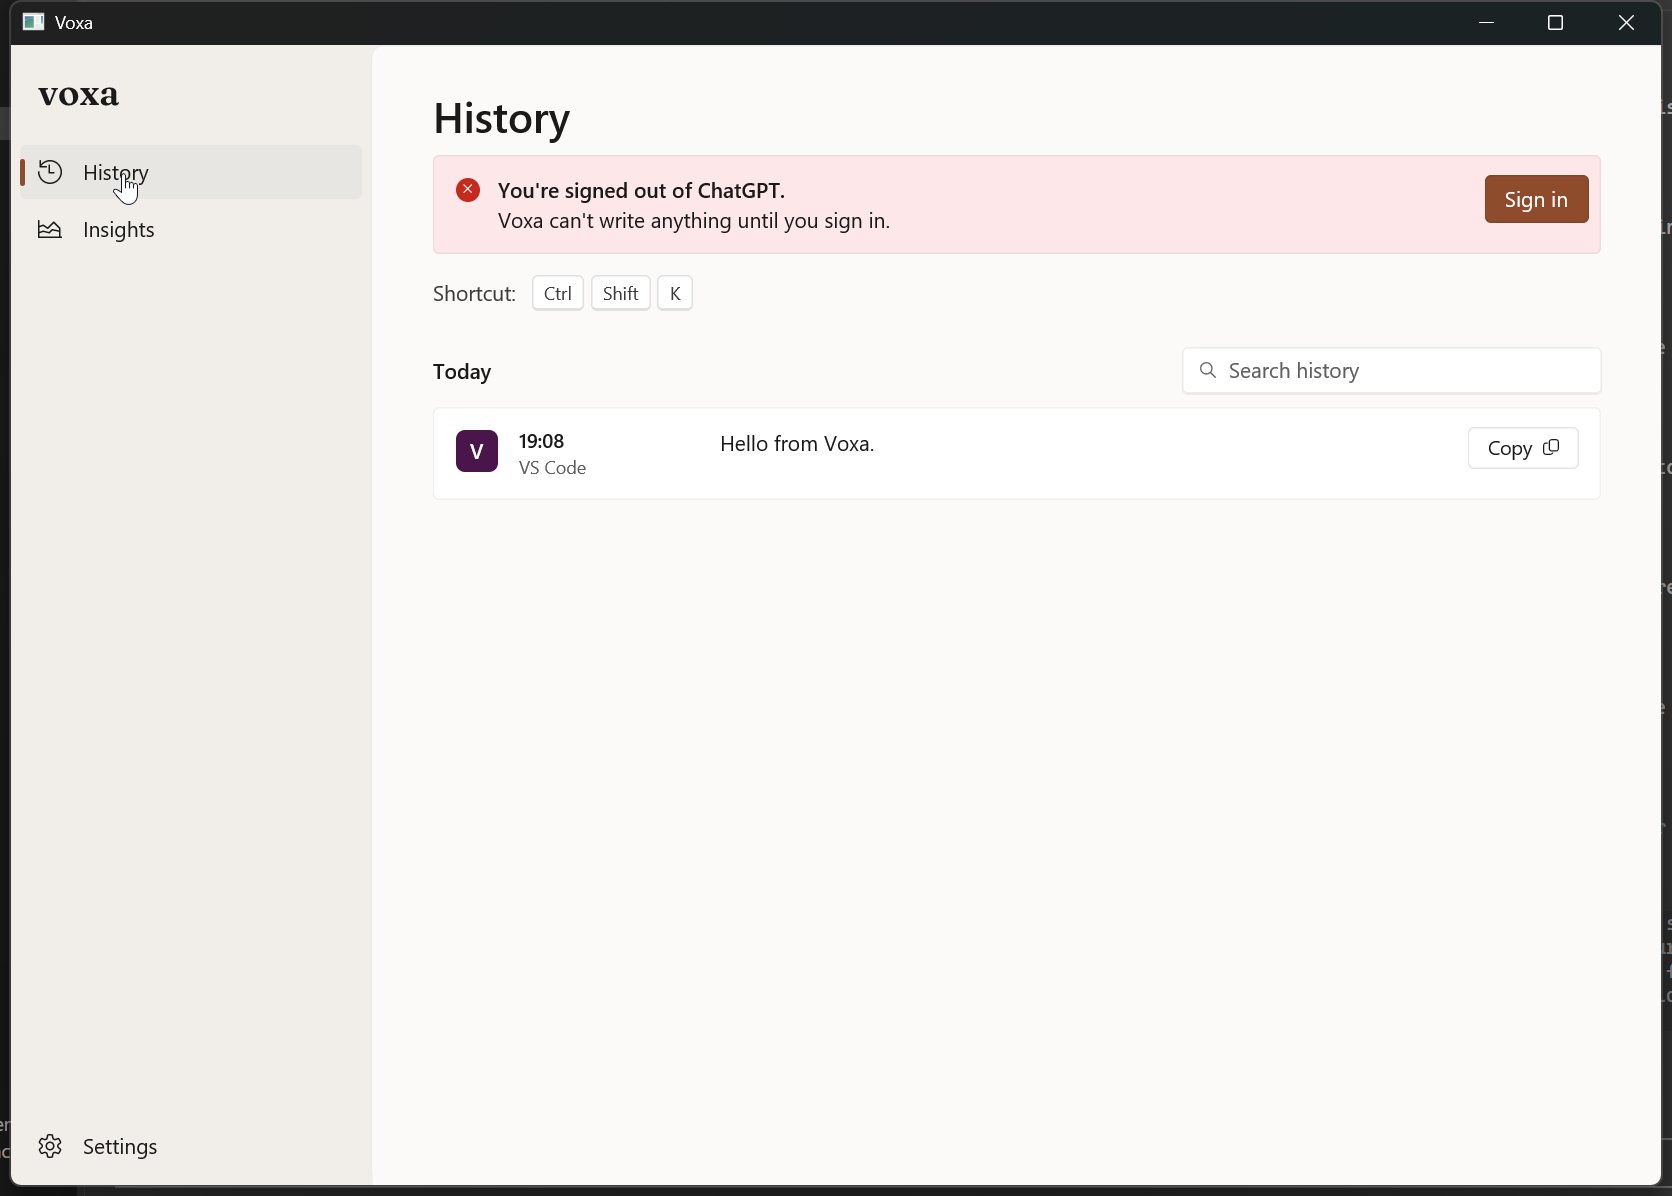 Voxa
voxa
History
Insights
Settings
History
You're signed out of ChatGPT.
Voxa can't write anything until you sign in.
Sign in
Shortcut: Ctrl Shift K
Today
Search history
V
19:08
VS Code
Hello from Voxa.
Copy